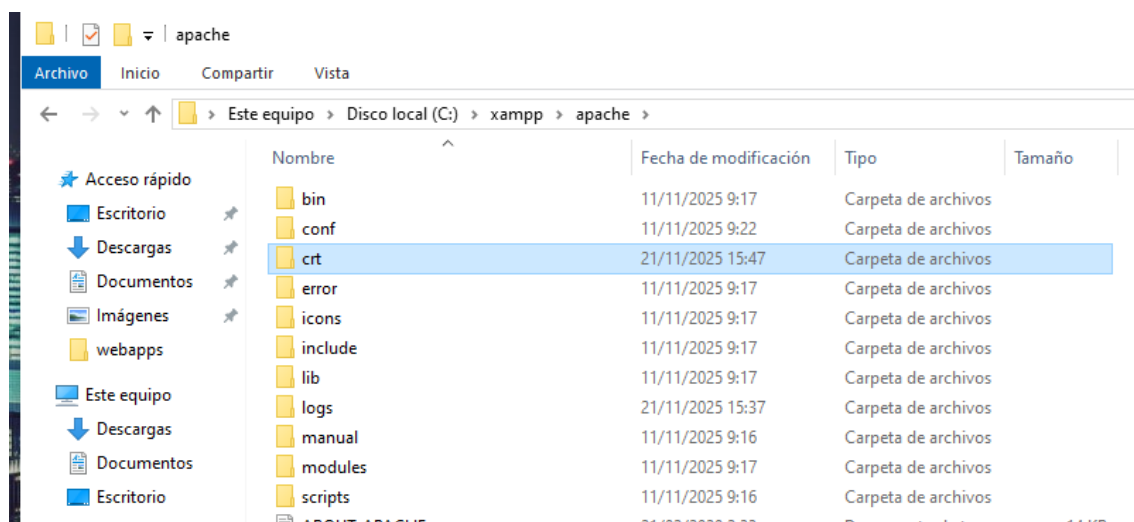 apache
Archivo Inicio Compartir Vista
Este equipo > Disco local (C:) > xampp > apache >
Nombre Fecha de modificación Tipo Tamaño
Acceso rápido
Escritorio
Descargas
Documentos
Imágenes
webapps
Este equipo
Descargas
Documentos
Escritorio
bin 11/11/2025 9:17 Carpeta de archivos
conf 11/11/2025 9:22 Carpeta de archivos
crt 21/11/2025 15:47 Carpeta de archivos
error 11/11/2025 9:17 Carpeta de archivos
icons 11/11/2025 9:17 Carpeta de archivos
include 11/11/2025 9:17 Carpeta de archivos
lib 11/11/2025 9:17 Carpeta de archivos
logs 21/11/2025 15:37 Carpeta de archivos
manual 11/11/2025 9:16 Carpeta de archivos
modules 11/11/2025 9:17 Carpeta de archivos
scripts 11/11/2025 9:16 Carpeta de archivos